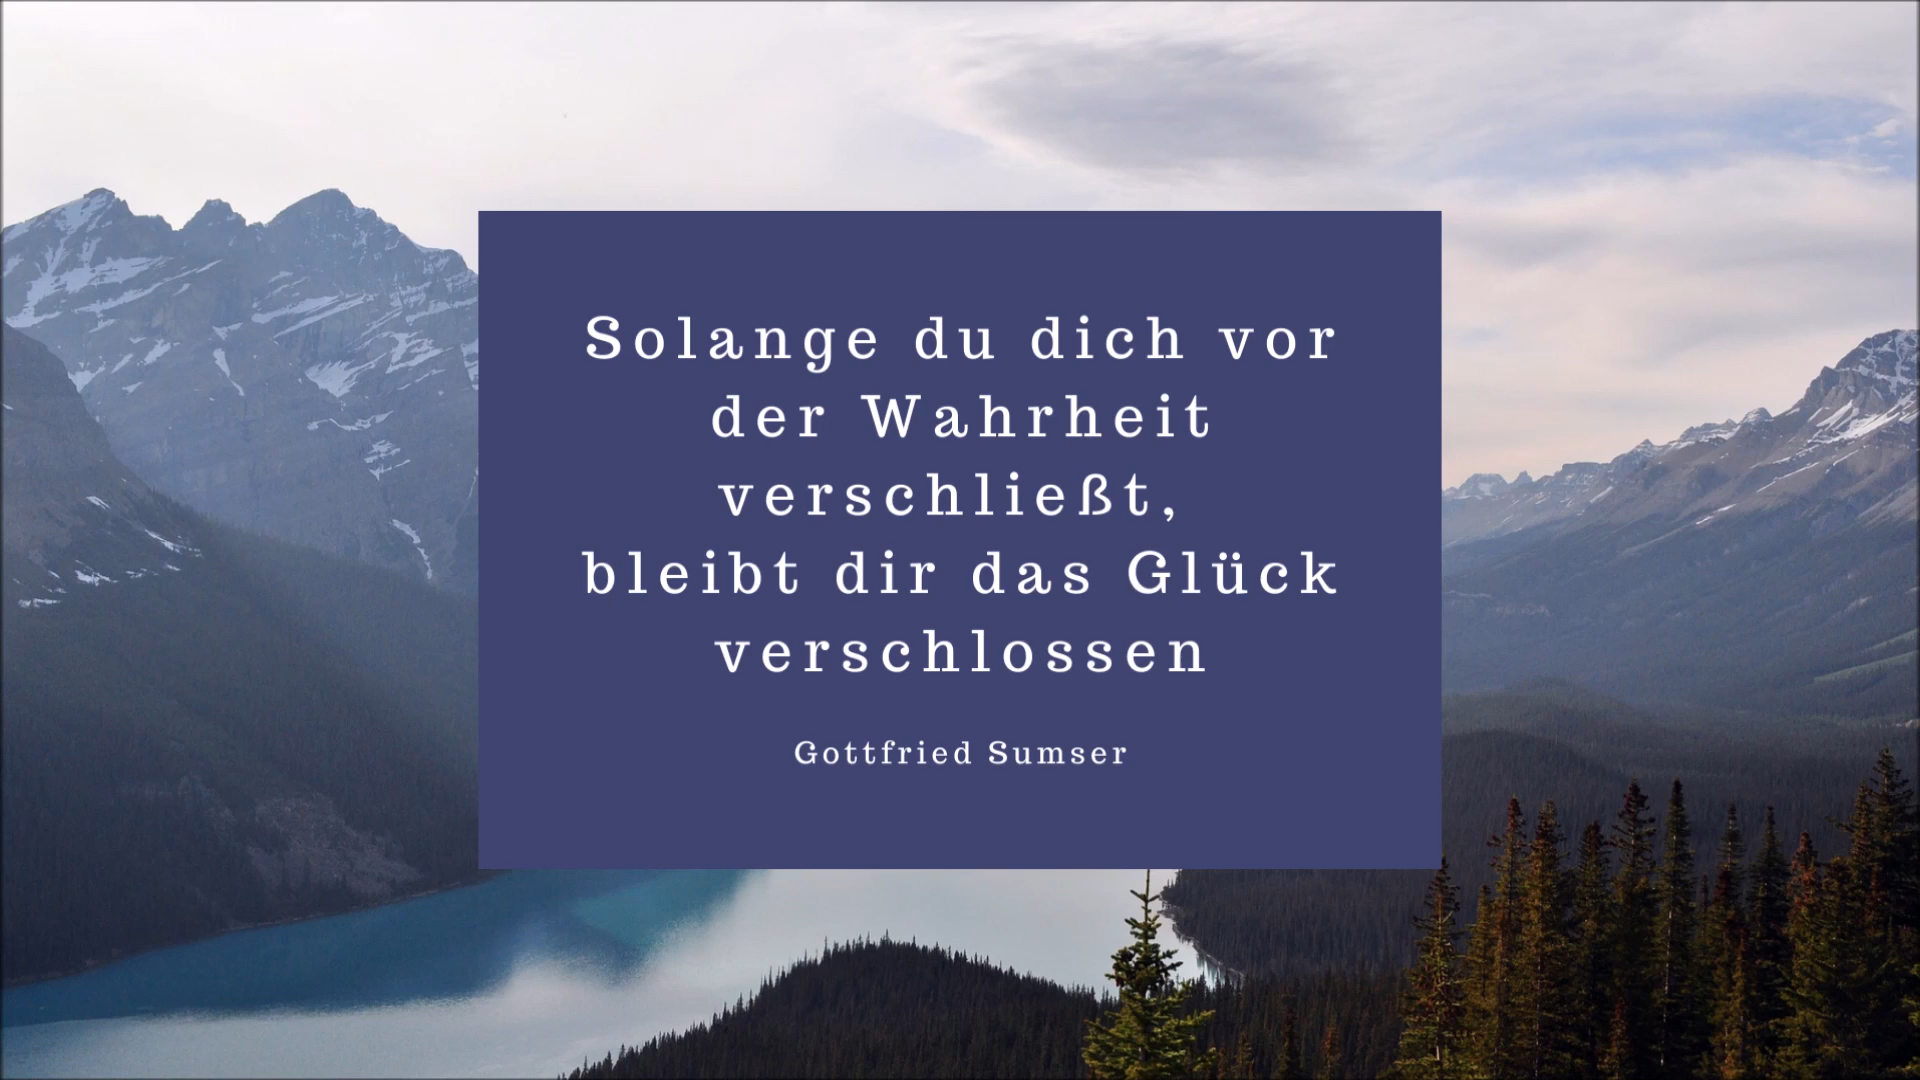 Solange du dich vor
der Wahrheit
verschließt,
bleibt dir das Glück
verschlossen
Gottfried Sumser